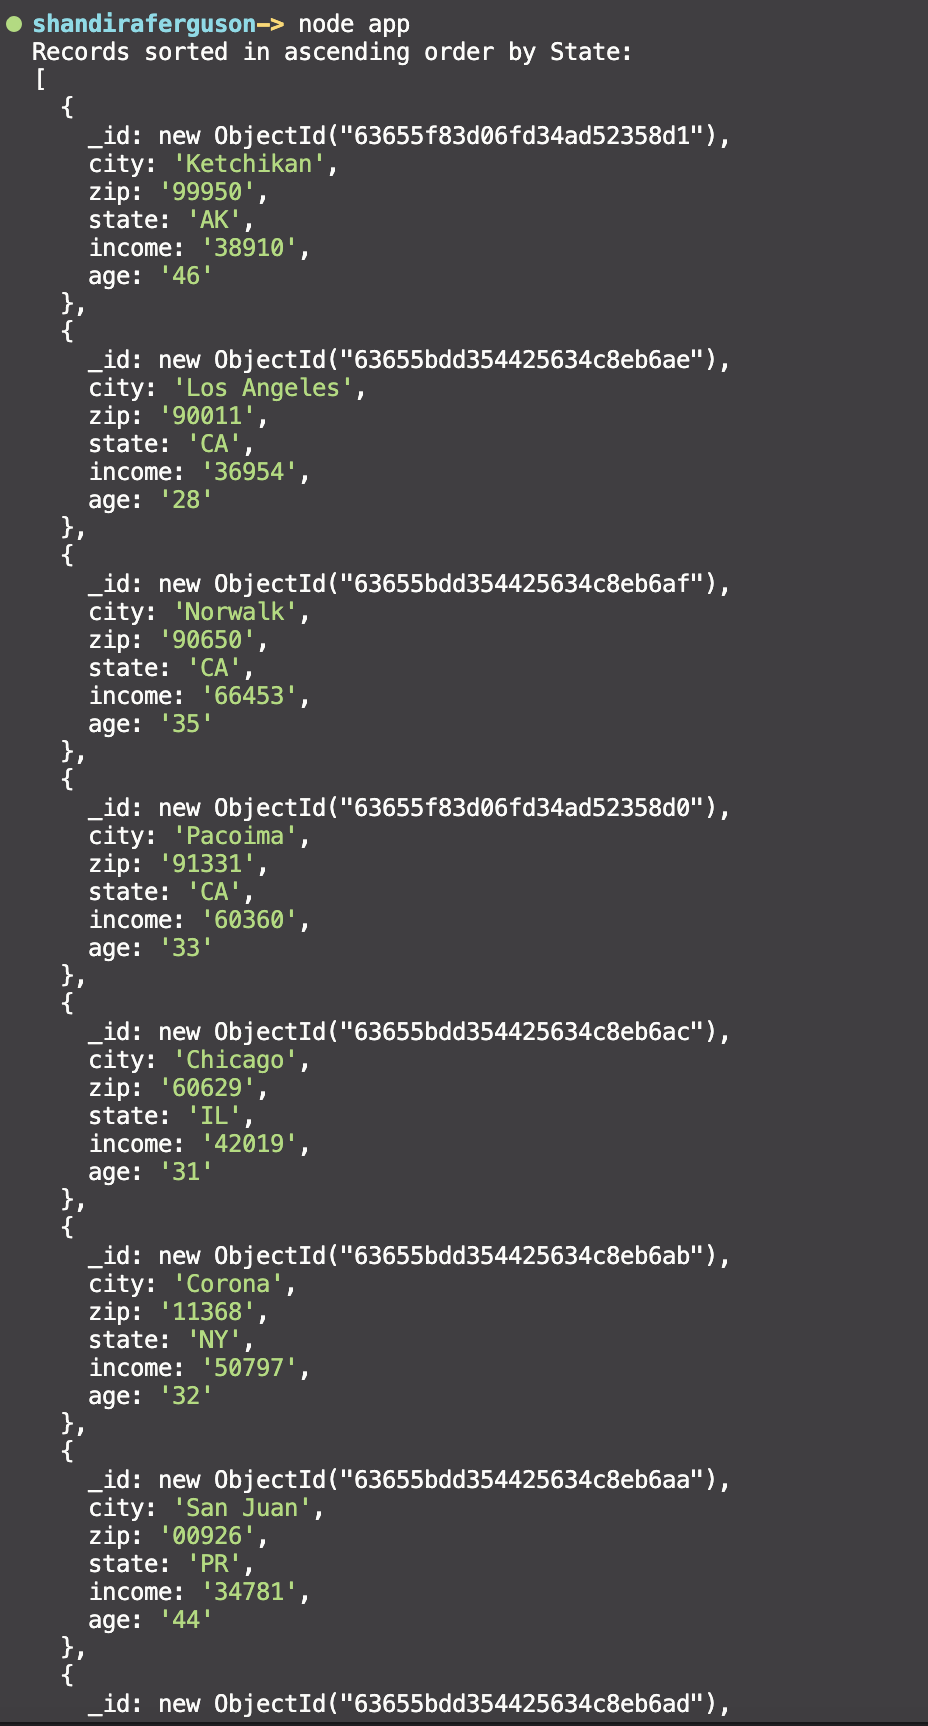 shandiraferguson—> node app
Records sorted in ascending order by State:
[
  {
    _id: new ObjectId("63655f83d06fd34ad52358d1"),
    city: 'Ketchikan',
    zip: '99950',
    state: 'AK',
    income: '38910',
    age: '46'
  },
  {
    _id: new ObjectId("63655bdd354425634c8eb6ae"),
    city: 'Los Angeles',
    zip: '90011',
    state: 'CA',
    income: '36954',
    age: '28'
  },
  {
    _id: new ObjectId("63655bdd354425634c8eb6af"),
    city: 'Norwalk',
    zip: '90650',
    state: 'CA',
    income: '66453',
    age: '35'
  },
  {
    _id: new ObjectId("63655f83d06fd34ad52358d0"),
    city: 'Pacoima',
    zip: '91331',
    state: 'CA',
    income: '60360',
    age: '33'
  },
  {
    _id: new ObjectId("63655bdd354425634c8eb6ac"),
    city: 'Chicago',
    zip: '60629',
    state: 'IL',
    income: '42019',
    age: '31'
  },
  {
    _id: new ObjectId("63655bdd354425634c8eb6ab"),
    city: 'Corona',
    zip: '11368',
    state: 'NY',
    income: '50797',
    age: '32'
  },
  {
    _id: new ObjectId("63655bdd354425634c8eb6aa"),
    city: 'San Juan',
    zip: '00926',
    state: 'PR',
    income: '34781',
    age: '44'
  },
  {
    _id: new ObjectId("63655bdd354425634c8eb6ad"),